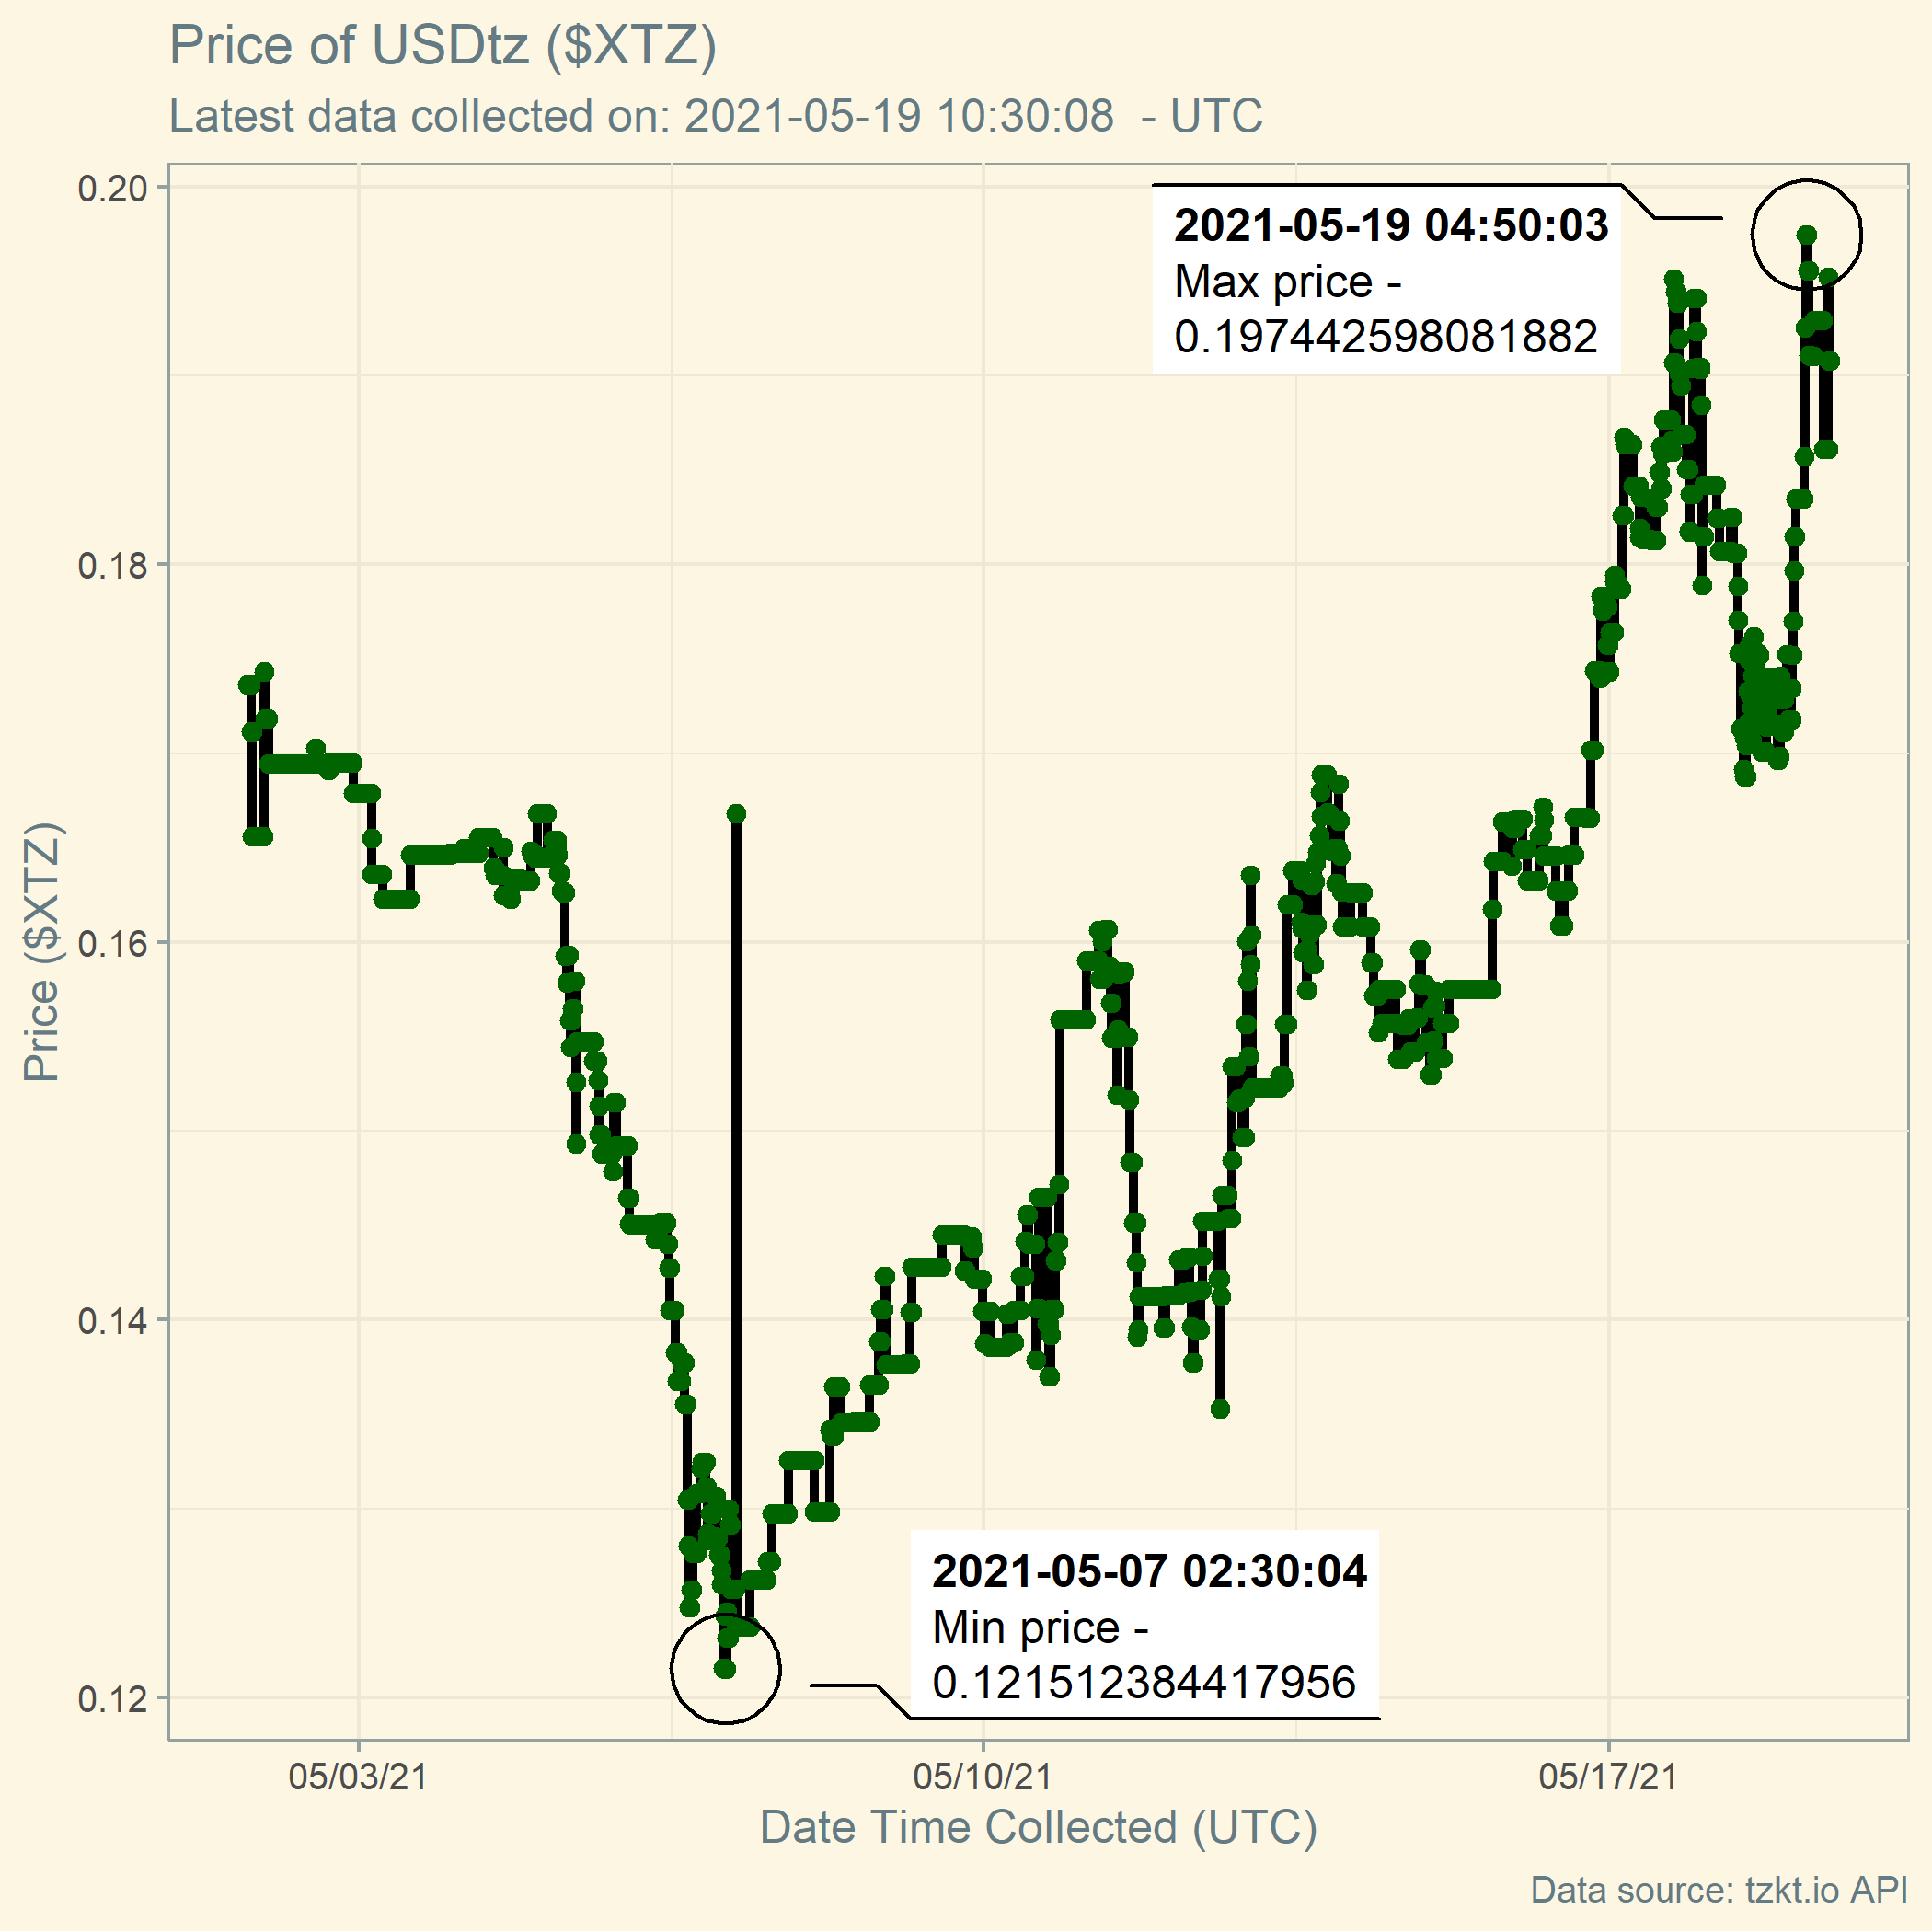 Price of USDtz ($XTZ)
Latest data collected on: 2021-05-19 10:30:08  - UTC
0.20
0.18
0.16
0.14
0.12
Price ($XTZ)
2021-05-19 04:50:03
Max price -
0.197442598081882
2021-05-07 02:30:04
Min price -
0.121512384417956
05/03/21
05/10/21
05/17/21
Date Time Collected (UTC)
Data source: tzkt.io API